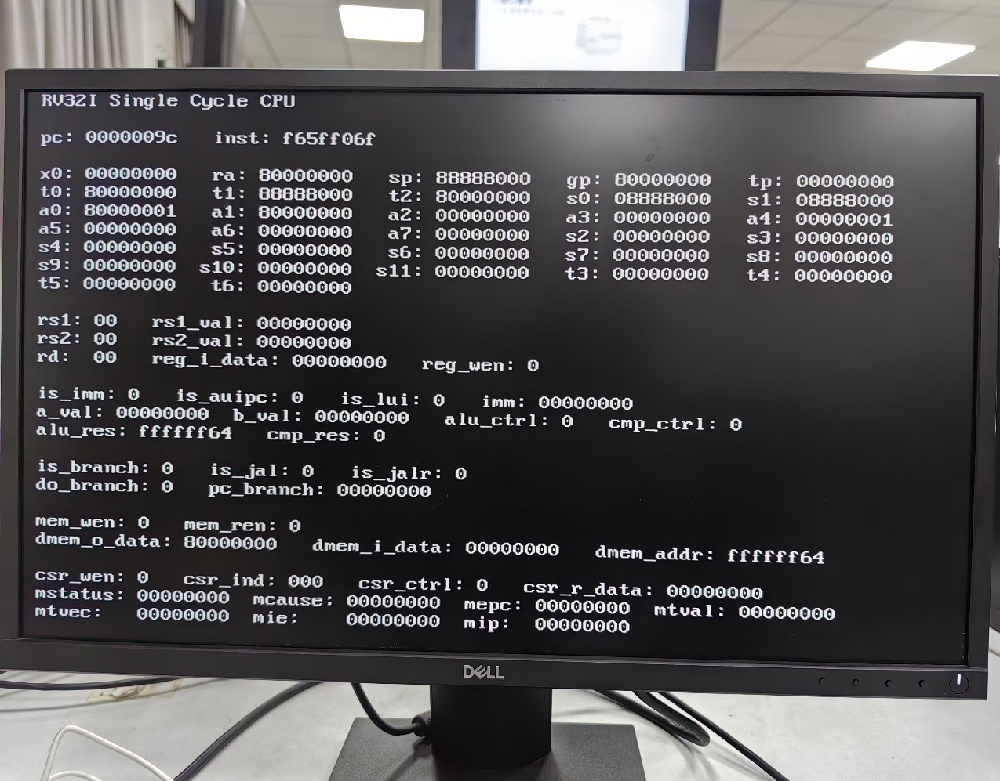 RV32I Single Cycle CPU
pc: 0000009c inst: f65ff06f
x0: 00000000 ra: 80000000 sp: 88888000 gp: 80000000 tp: 00000000
t0: 80000000 t1: 88888000 t2: 80000000 s0: 08888000 s1: 08888000
a0: 80000001 a1: 80000000 a2: 00000000 a3: 00000000 a4: 00000001
a5: 00000000 a6: 00000000 a7: 00000000 s2: 00000000 s3: 00000000
s4: 00000000 s5: 00000000 s6: 00000000 s7: 00000000 s8: 00000000
s9: 00000000 s10: 00000000 s11: 00000000 t3: 00000000 t4: 00000000
t5: 00000000 t6: 00000000
rs1: 00 rs1_val: 00000000
rs2: 00 rs2_val: 00000000
rd: 00 reg_i_data: 00000000 reg_wen: 0
is_imm: 0 is_auipc: 0 is_lui: 0 imm: 00000000
a_val: 00000000 b_val: 00000000 alu_ctrl: 0 cmp_ctrl: 0
alu_res: ffffff64 cmp_res: 0
is_branch: 0 is_jal: 0 is_jalr: 0
do_branch: 0 pc_branch: 00000000
mem_wen: 0 mem_ren: 0
dmem_o_data: 80000000 dmem_i_data: 00000000 dmem_addr: ffffff64
csr_wen: 0 csr_ind: 000 csr_ctrl: 0 csr_r_data: 00000000
mstatus: 00000000 mcause: 00000000 mepc: 00000000 mtval: 00000000
mtvec: 00000000 mie: 00000000 mip: 00000000
DELL